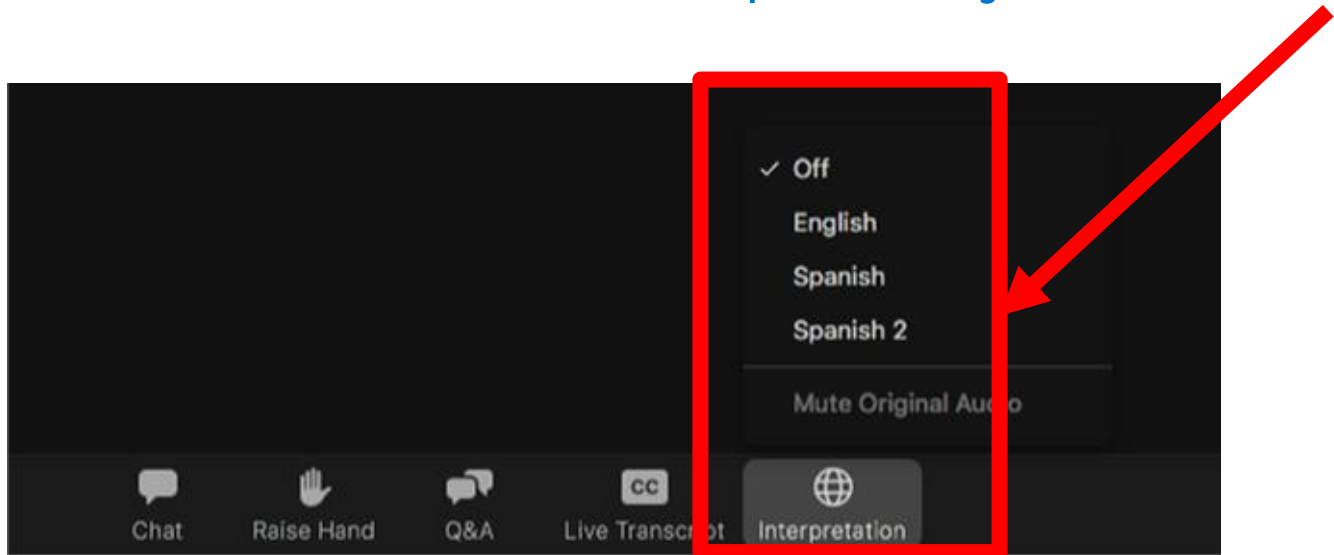 ✓ Off
English
Spanish
Spanish 2
Mute Original Audio
CC
Chat Raise Hand Q&A Live Transcript Interpretation